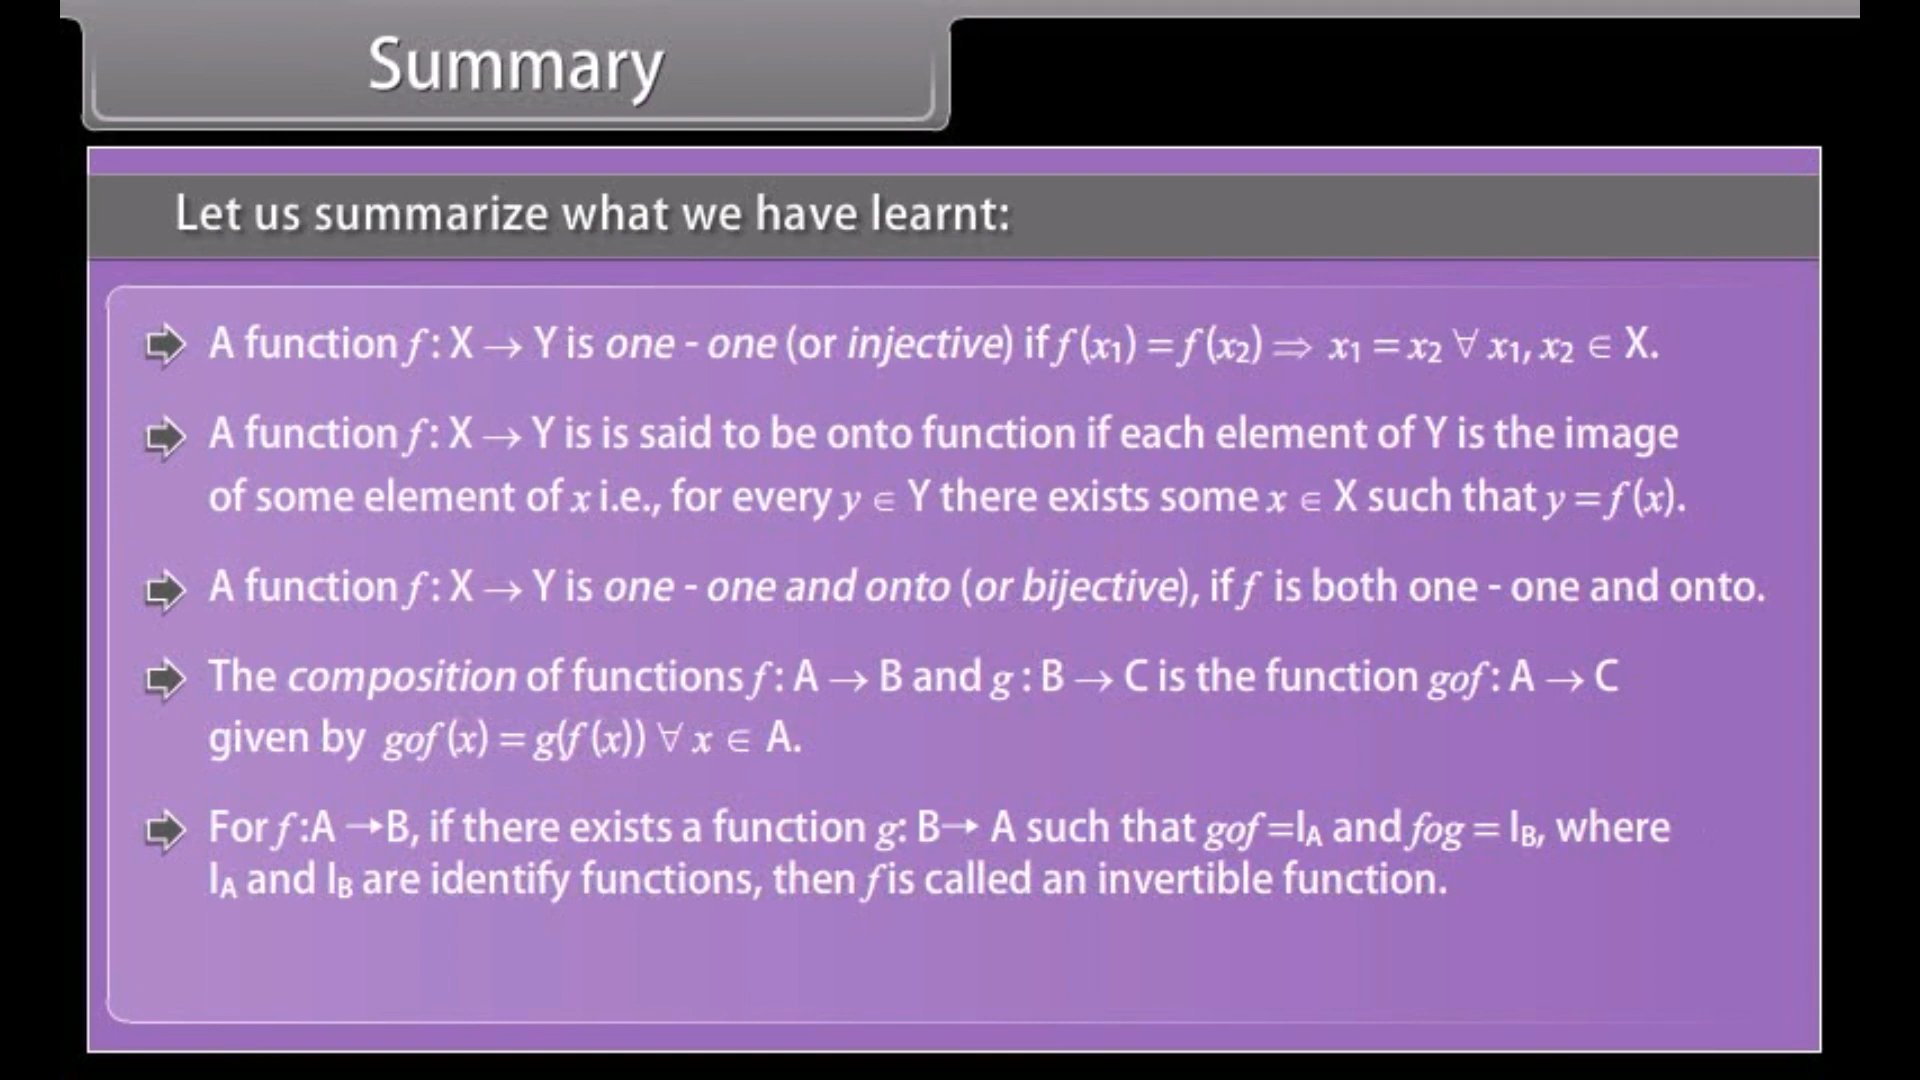 Summary
Let us summarize what we have learnt:
A function f : X → Y is one - one (or injective) if f (x₁) = f (x₂) ⇒ x₁ = x₂ ∀ x₁, x₂ ∈ X.
A function f : X → Y is is said to be onto function if each element of Y is the image
of some element of x i.e., for every y ∈ Y there exists some x ∈ X such that y = f (x).
A function f : X → Y is one - one and onto (or bijective), if f is both one - one and onto.
The composition of functions f : A → B and g : B → C is the function gof : A → C
given by gof (x) = g(f (x)) ∀ x ∈ A.
For f :A →B, if there exists a function g: B→ A such that gof =I_A and fog = I_B, where
I_A and I_B are identify functions, then f is called an invertible function.